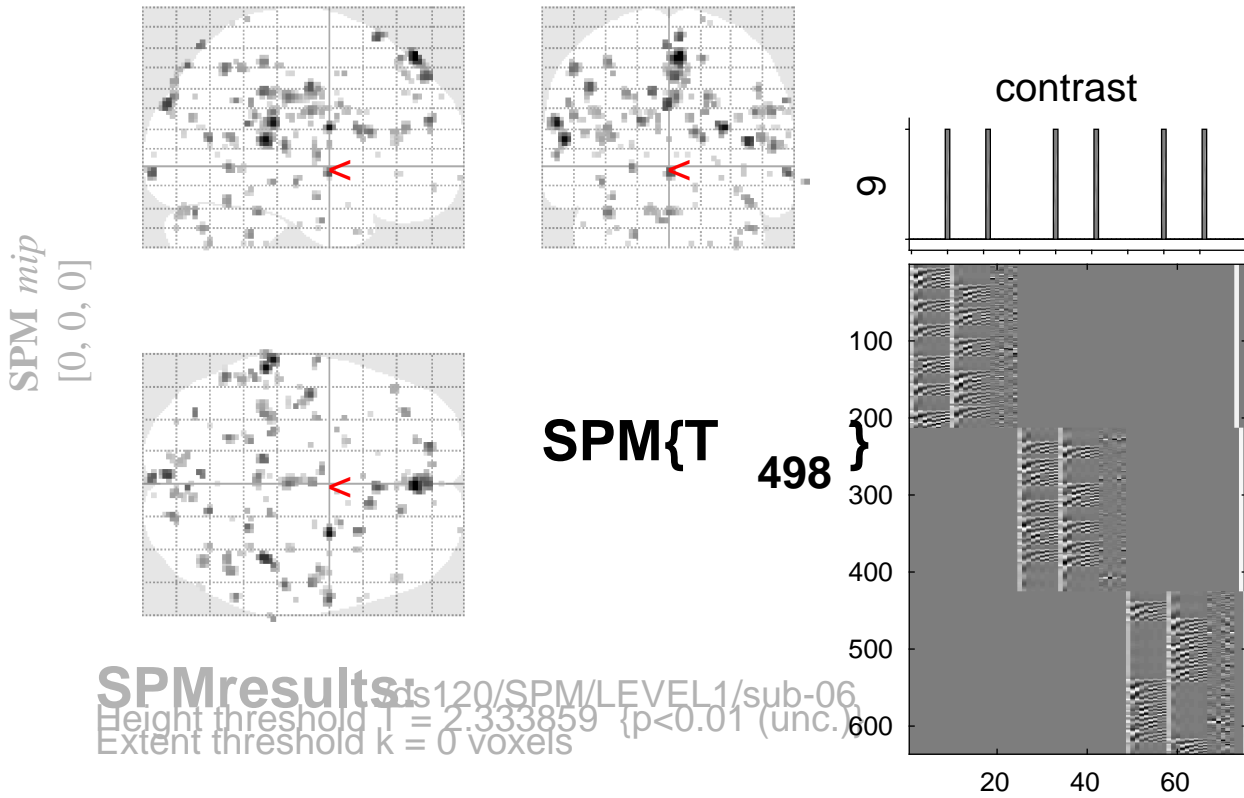 SPM mip
[0, 0, 0]
<
<
<
SPM{T 498 }
contrast
9
100
200
300
400
500
600
20 40 60
SPMresults: ./ds120/SPM/LEVEL1/sub-06
Height threshold T = 2.333859 {p<0.01 (unc.)}
Extent threshold k = 0 voxels